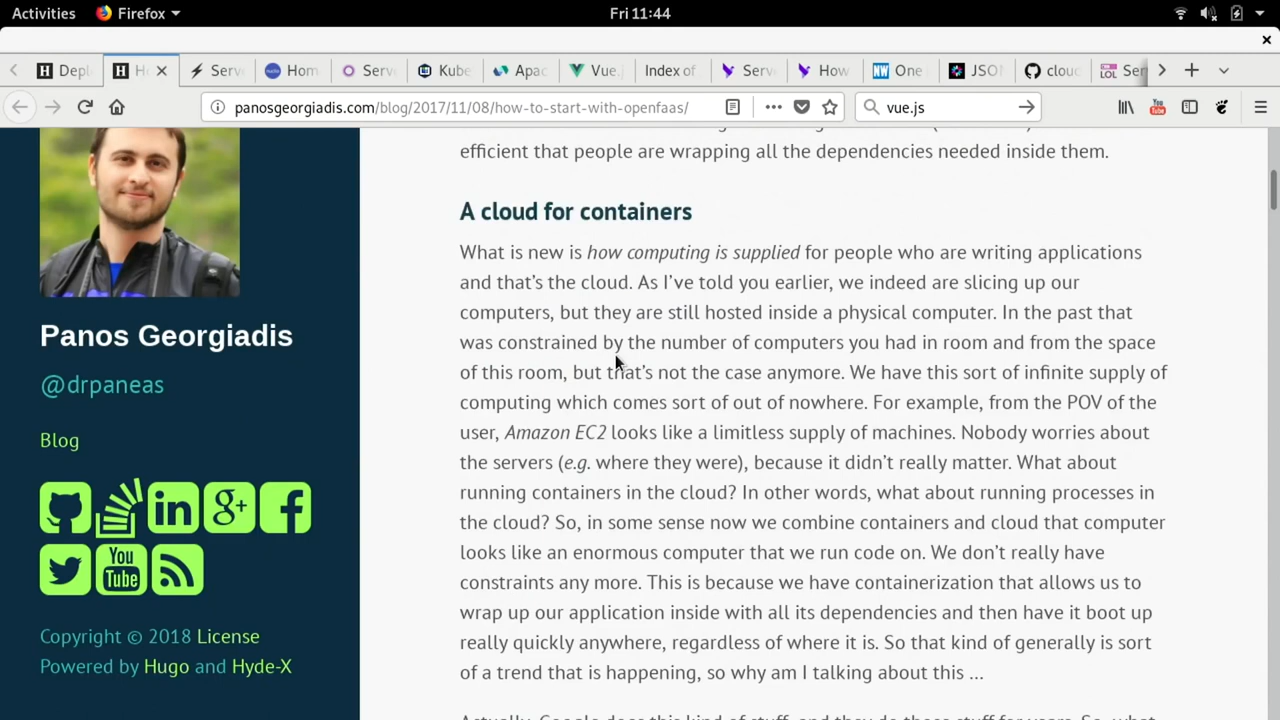 Activities Firefox Fri 11:44
Depl Ho Serv Hom Serv Kube Apac Vue.j Index of Serv How One JSO cloud Ser
panosgeorgiadis.com/blog/2017/11/08/how-to-start-with-openfaas/ vue.js
efficient that people are wrapping all the dependencies needed inside them.
A cloud for containers
What is new is how computing is supplied for people who are writing applications
and that's the cloud. As I've told you earlier, we indeed are slicing up our
computers, but they are still hosted inside a physical computer. In the past that
was constrained by the number of computers you had in room and from the space
of this room, but that's not the case anymore. We have this sort of infinite supply of
computing which comes sort of out of nowhere. For example, from the POV of the
user, Amazon EC2 looks like a limitless supply of machines. Nobody worries about
the servers (e.g. where they were), because it didn't really matter. What about
running containers in the cloud? In other words, what about running processes in
the cloud? So, in some sense now we combine containers and cloud that computer
looks like an enormous computer that we run code on. We don't really have
constraints any more. This is because we have containerization that allows us to
wrap up our application inside with all its dependencies and then have it boot up
really quickly anywhere, regardless of where it is. So that kind of generally is sort
of a trend that is happening, so why am I talking about this ...
Panos Georgiadis
@drpaneas
Blog
You
Tube
Copyright © 2018 License
Powered by Hugo and Hyde-X